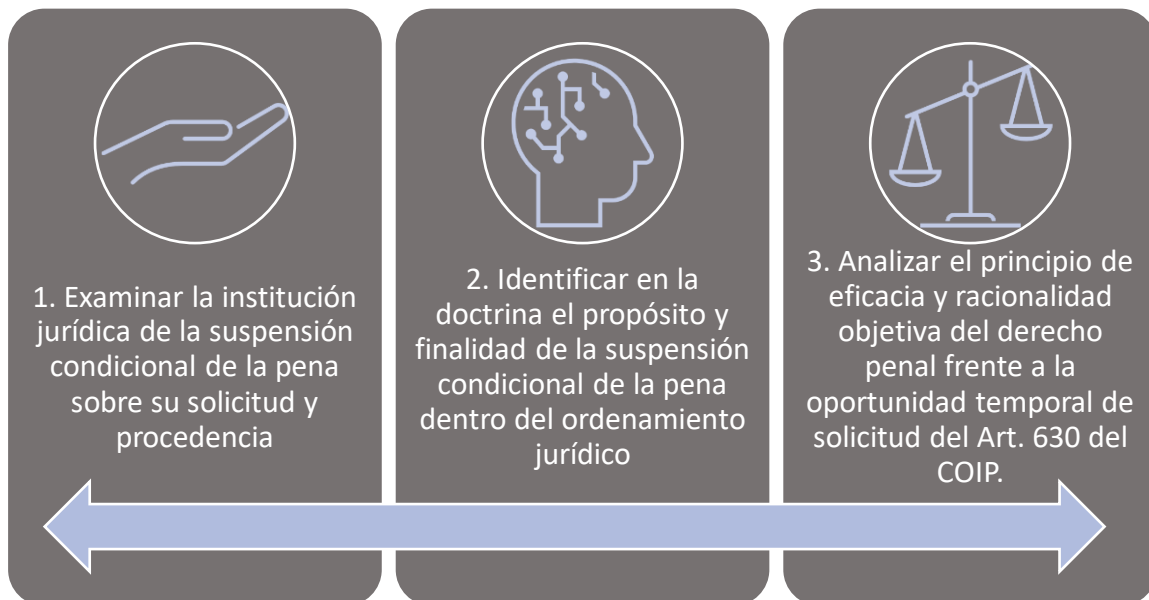 1. Examinar la institución
jurídica de la suspensión
condicional de la pena
sobre su solicitud y
procedencia
2. Identificar en la
doctrina el propósito y
finalidad de la suspensión
condicional de la pena
dentro del ordenamiento
jurídico
3. Analizar el principio de
eficacia y racionalidad
objetiva del derecho
penal frente a la
oportunidad temporal de
solicitud del Art. 630 del
COIP.